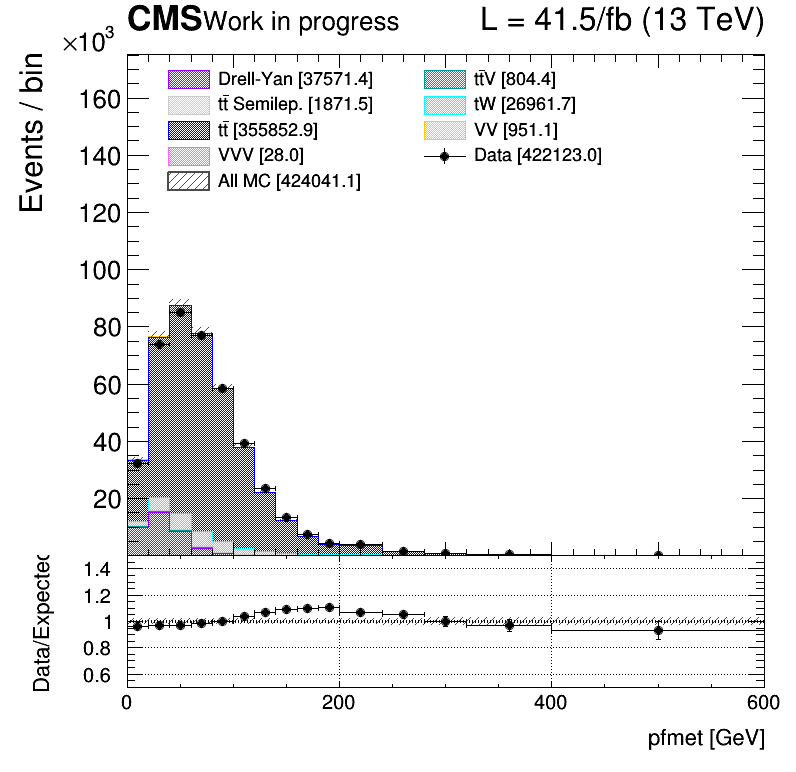 CMS Work in progress L = 41.5/fb (13 TeV)
×10³
Events / bin
Drell-Yan [37571.4] tt̄V [804.4]
tt̄ Semilep. [1871.5] tW [26961.7]
tt̄ [355852.9] VV [951.1]
VVV [28.0] Data [422123.0]
All MC [424041.1]
160
140
120
100
80
60
40
20
Data/Expected
1.4
1.2
1
0.8
0.6
0 200 400 600
pfmet [GeV]